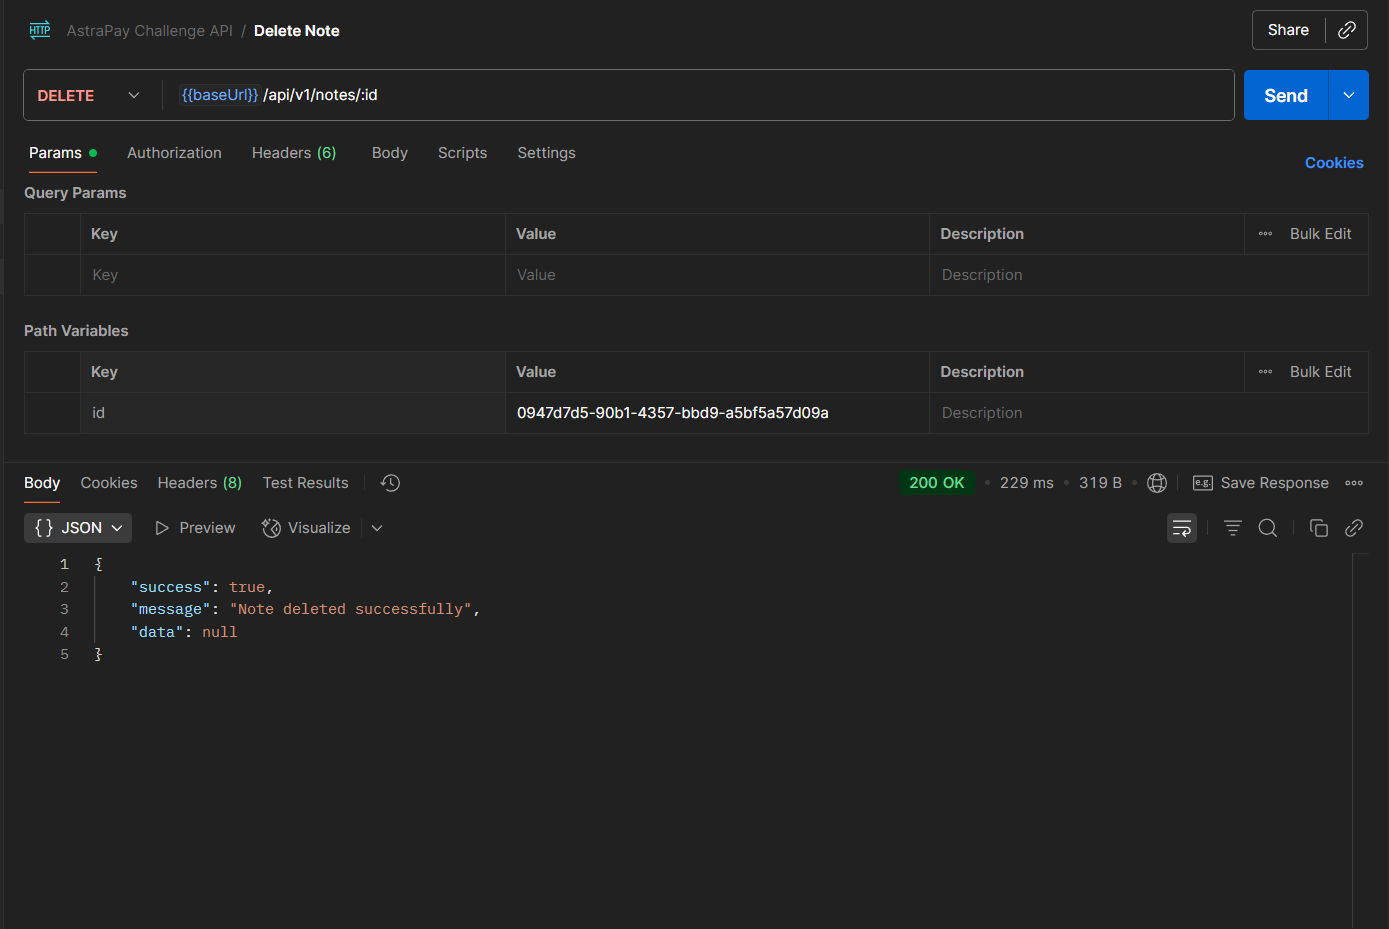 HTTP AstraPay Challenge API / Delete Note Share
DELETE {{baseUrl}} /api/v1/notes/:id Send
Params Authorization Headers (6) Body Scripts Settings Cookies
Query Params
Key Value Description Bulk Edit
Key Value Description
Path Variables
Key Value Description Bulk Edit
id 0947d7d5-90b1-4357-bbd9-a5bf5a57d09a Description
Body Cookies Headers (8) Test Results 200 OK • 229 ms • 319 B • e.g. Save Response
{} JSON Preview Visualize
1 {
2 "success": true,
3 "message": "Note deleted successfully",
4 "data": null
5 }